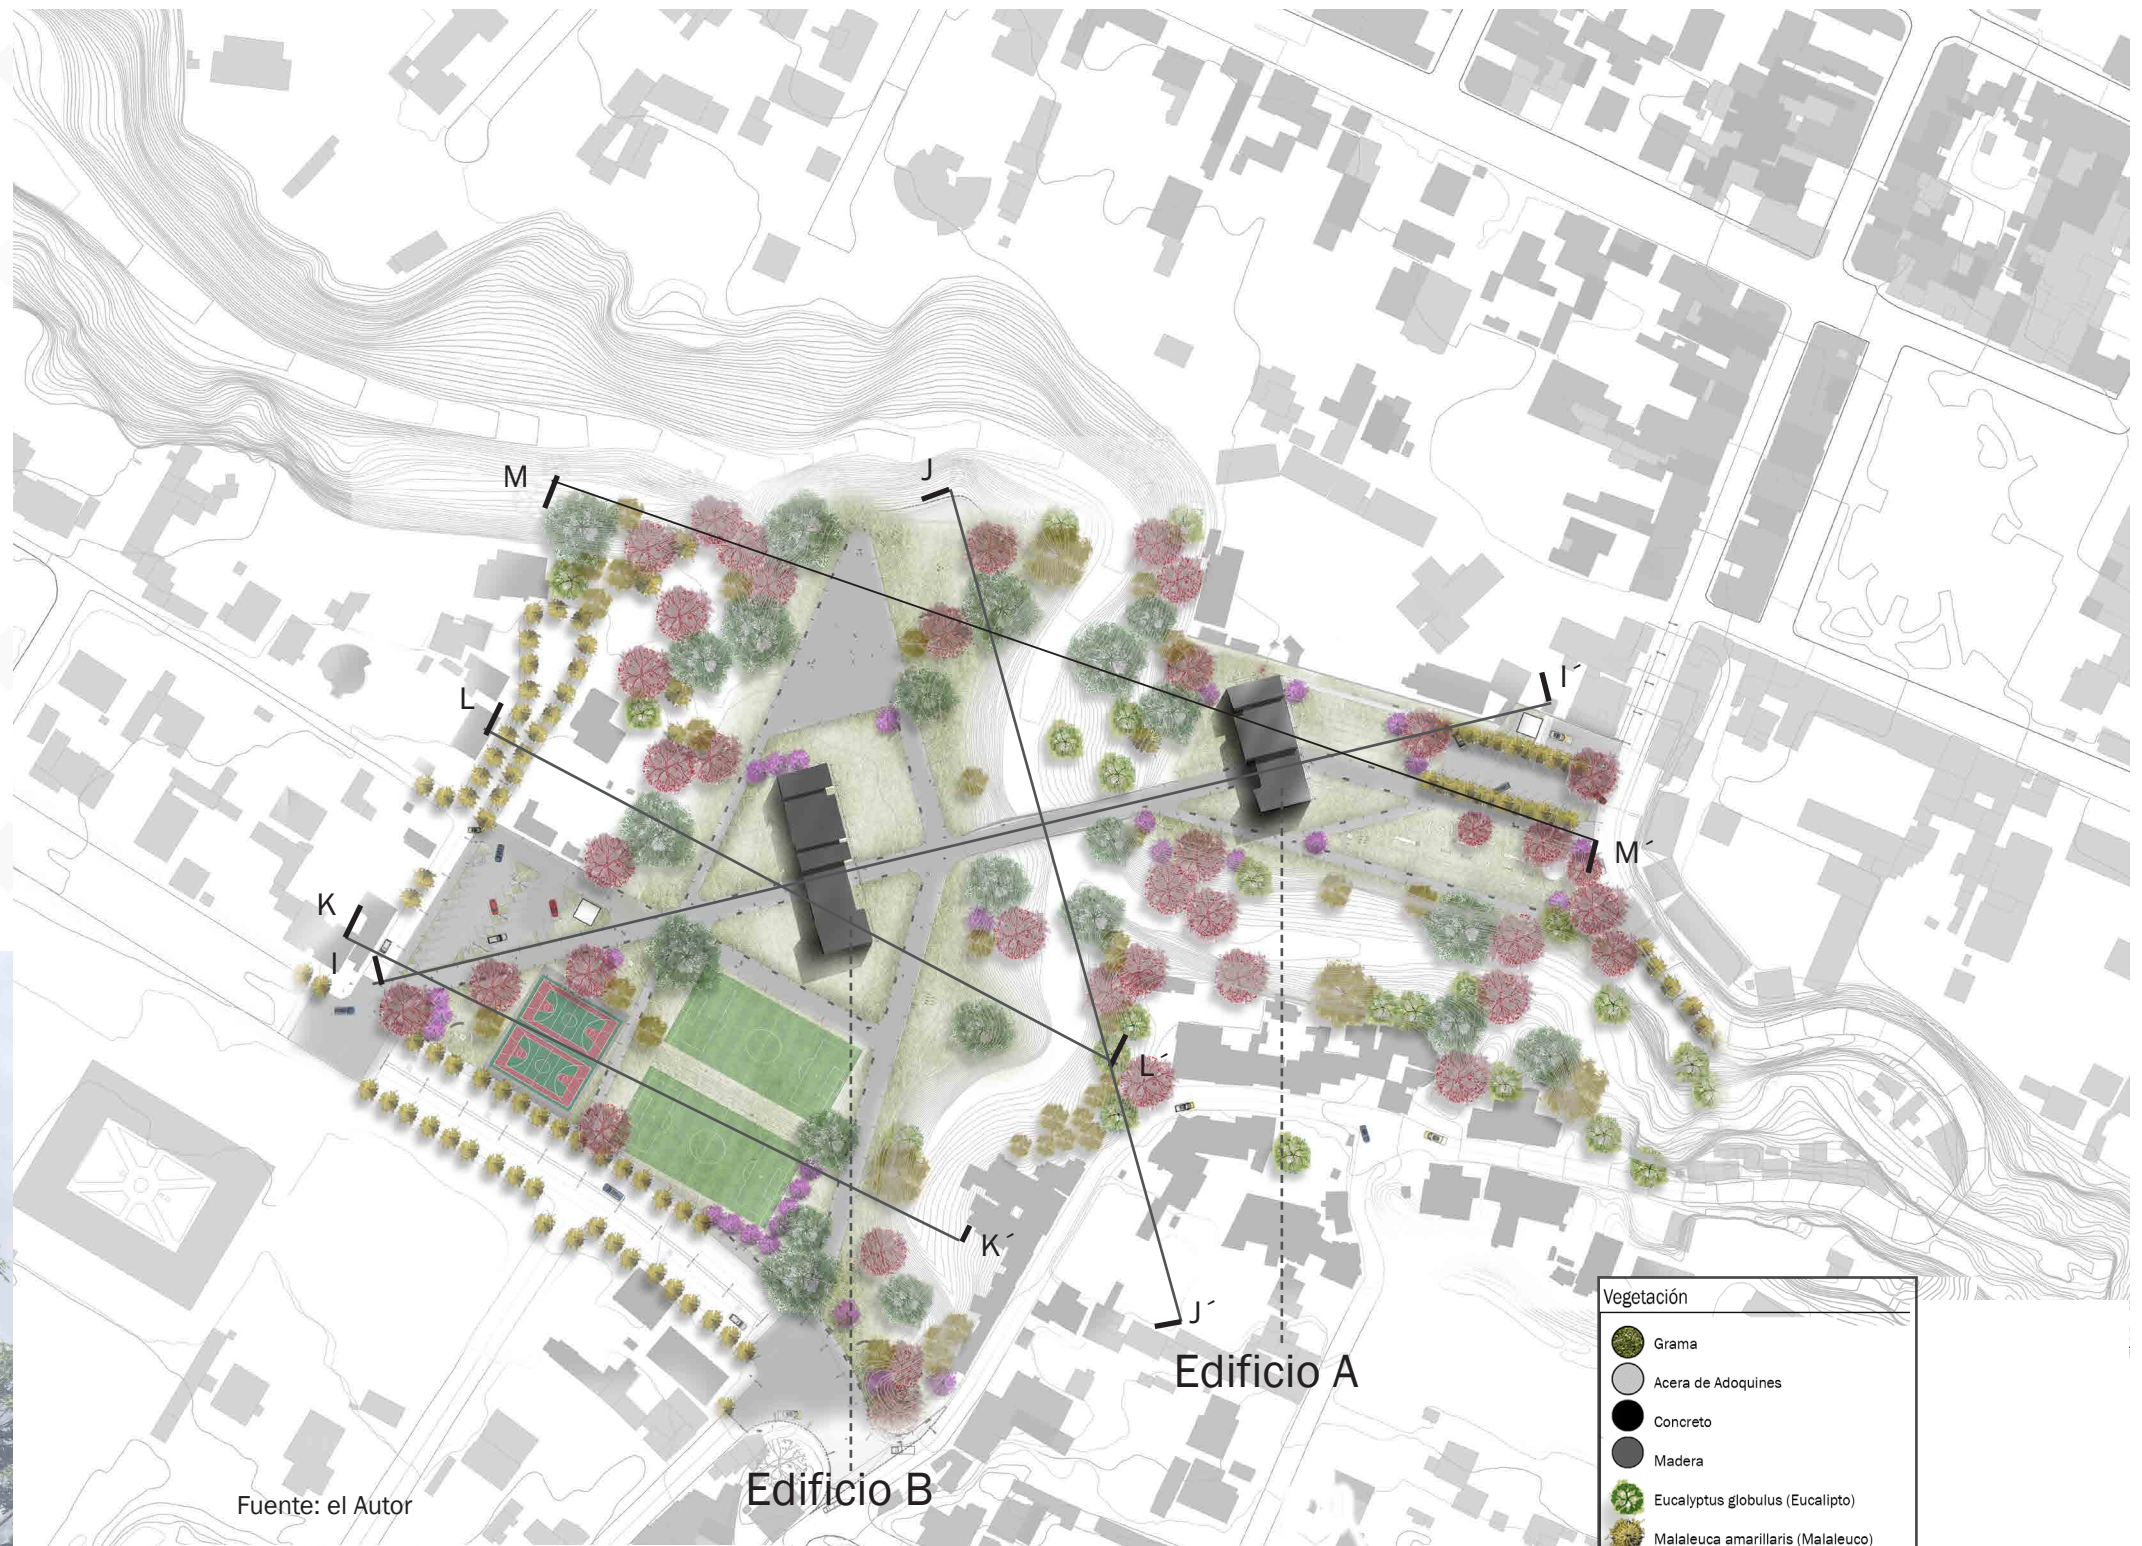 M
J
I´
L
M´
K
I
L´
K´
J´
Edificio A
Edificio B
Fuente: el Autor
Vegetación
Grama
Acera de Adoquines
Concreto
Madera
Eucalyptus globulus (Eucalipto)
Malaleuca amarillaris (Malaleuco)